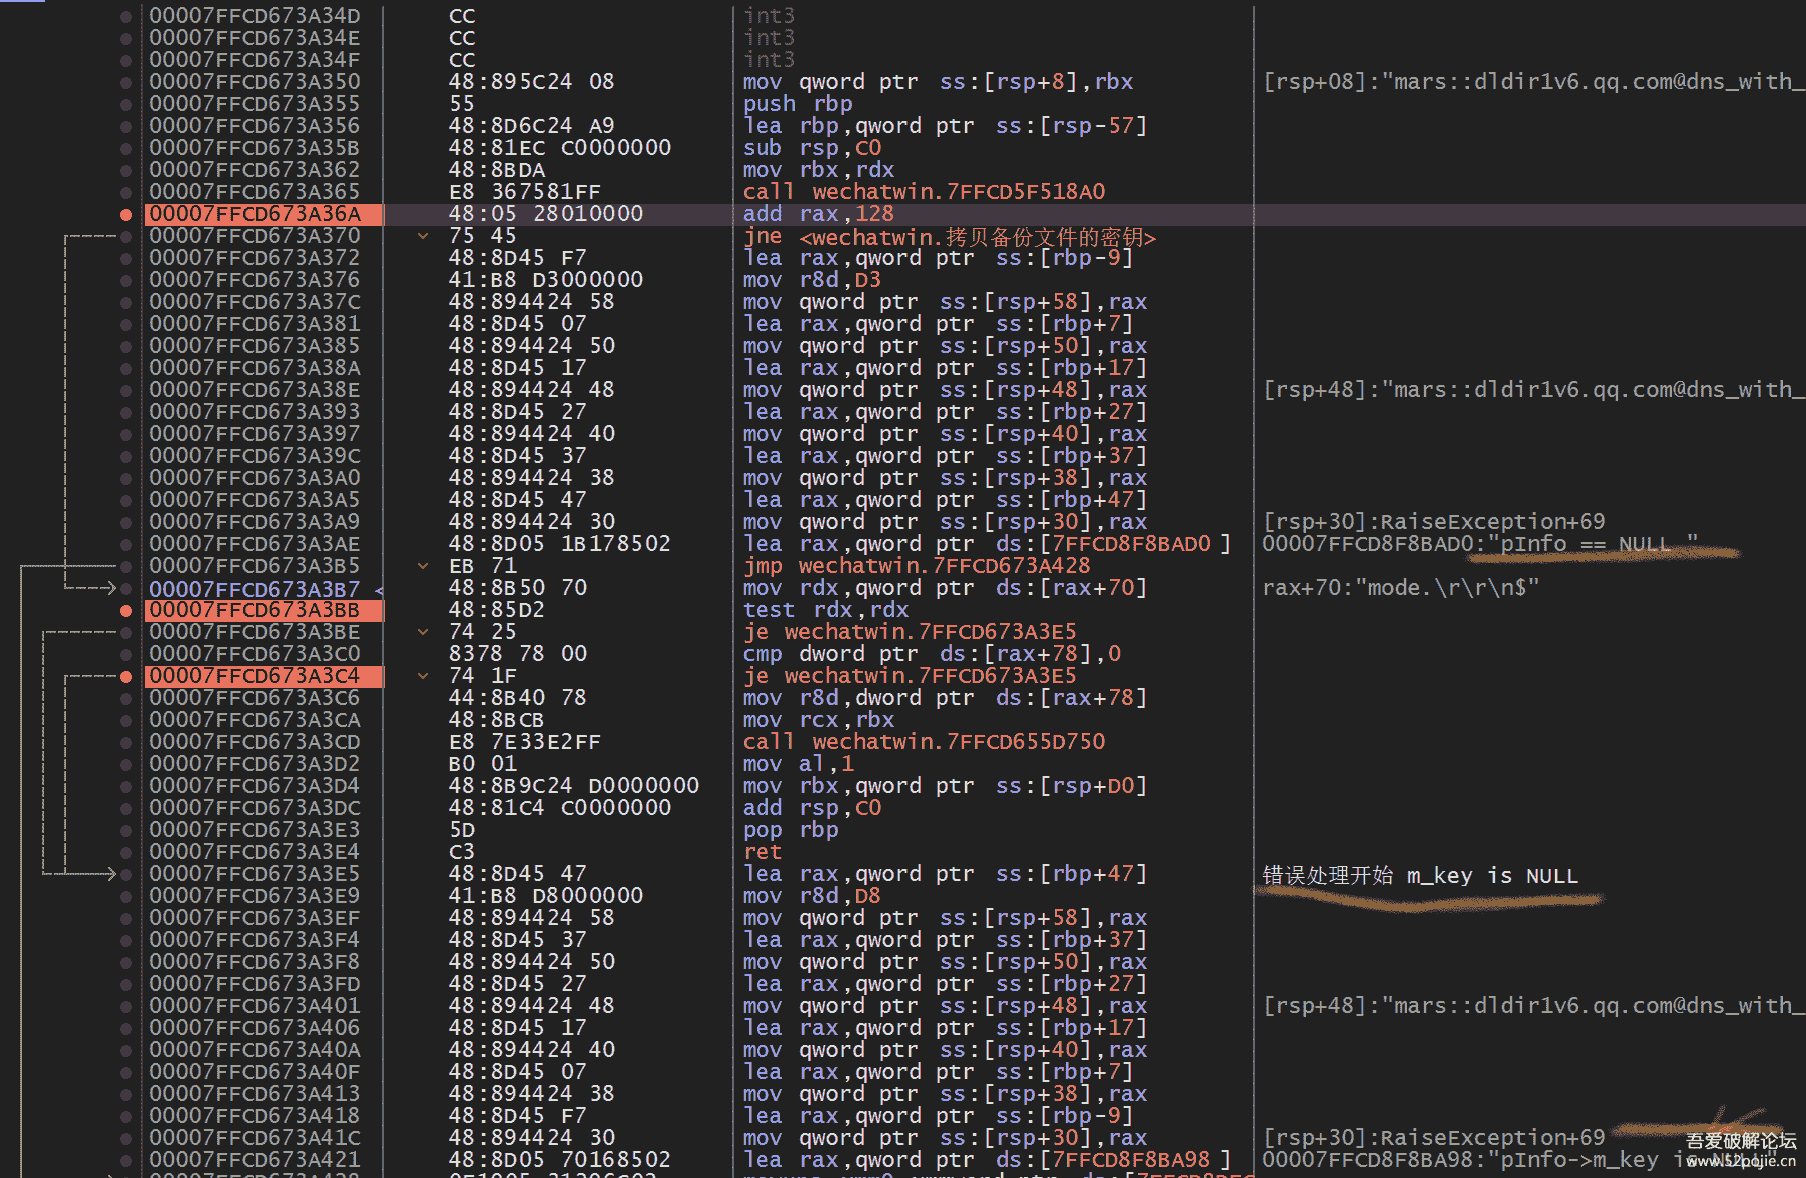 00007FFCD673A34D CC int3
00007FFCD673A34E CC int3
00007FFCD673A34F CC int3
00007FFCD673A350 48:895C24 08 mov qword ptr ss:[rsp+8],rbx [rsp+08]:"mars::dldir1v6.qq.com@dns_with_
00007FFCD673A355 55 push rbp
00007FFCD673A356 48:8D6C24 A9 lea rbp,qword ptr ss:[rsp-57]
00007FFCD673A35B 48:81EC C0000000 sub rsp,C0
00007FFCD673A362 48:8BDA mov rbx,rdx
00007FFCD673A365 E8 367581FF call wechatwin.7FFCD5F518A0
00007FFCD673A36A 48:05 28010000 add rax,128
00007FFCD673A370 75 45 jne <wechatwin.拷贝备份文件的密钥>
00007FFCD673A372 48:8D45 F7 lea rax,qword ptr ss:[rbp-9]
00007FFCD673A376 41:B8 D3000000 mov r8d,D3
00007FFCD673A37C 48:894424 58 mov qword ptr ss:[rsp+58],rax
00007FFCD673A381 48:8D45 07 lea rax,qword ptr ss:[rbp+7]
00007FFCD673A385 48:894424 50 mov qword ptr ss:[rsp+50],rax
00007FFCD673A38A 48:8D45 17 lea rax,qword ptr ss:[rbp+17]
00007FFCD673A38E 48:894424 48 mov qword ptr ss:[rsp+48],rax [rsp+48]:"mars::dldir1v6.qq.com@dns_with_
00007FFCD673A393 48:8D45 27 lea rax,qword ptr ss:[rbp+27]
00007FFCD673A397 48:894424 40 mov qword ptr ss:[rsp+40],rax
00007FFCD673A39C 48:8D45 37 lea rax,qword ptr ss:[rbp+37]
00007FFCD673A3A0 48:894424 38 mov qword ptr ss:[rsp+38],rax
00007FFCD673A3A5 48:8D45 47 lea rax,qword ptr ss:[rbp+47]
00007FFCD673A3A9 48:894424 30 mov qword ptr ss:[rsp+30],rax [rsp+30]:RaiseException+69
00007FFCD673A3AE 48:8D05 1B178502 lea rax,qword ptr ds:[7FFCD8F8BAD0 ] 00007FFCD8F8BAD0:"pInfo == NULL "
00007FFCD673A3B5 EB 71 jmp wechatwin.7FFCD673A428
00007FFCD673A3B7 < 48:8B50 70 mov rdx,qword ptr ds:[rax+70] rax+70:"mode.\r\r\n$"
00007FFCD673A3BB 48:85D2 test rdx,rdx
00007FFCD673A3BE 74 25 je wechatwin.7FFCD673A3E5
00007FFCD673A3C0 8378 78 00 cmp dword ptr ds:[rax+78],0
00007FFCD673A3C4 74 1F je wechatwin.7FFCD673A3E5
00007FFCD673A3C6 44:8B40 78 mov r8d,dword ptr ds:[rax+78]
00007FFCD673A3CA 48:8BCB mov rcx,rbx
00007FFCD673A3CD E8 7E33E2FF call wechatwin.7FFCD655D750
00007FFCD673A3D2 B0 01 mov al,1
00007FFCD673A3D4 48:8B9C24 D0000000 mov rbx,qword ptr ss:[rsp+D0]
00007FFCD673A3DC 48:81C4 C0000000 add rsp,C0
00007FFCD673A3E3 5D pop rbp
00007FFCD673A3E4 C3 ret
00007FFCD673A3E5 48:8D45 47 lea rax,qword ptr ss:[rbp+47] 错误处理开始 m_key is NULL
00007FFCD673A3E9 41:B8 D8000000 mov r8d,D8
00007FFCD673A3EF 48:894424 58 mov qword ptr ss:[rsp+58],rax
00007FFCD673A3F4 48:8D45 37 lea rax,qword ptr ss:[rbp+37]
00007FFCD673A3F8 48:894424 50 mov qword ptr ss:[rsp+50],rax
00007FFCD673A3FD 48:8D45 27 lea rax,qword ptr ss:[rbp+27]
00007FFCD673A401 48:894424 48 mov qword ptr ss:[rsp+48],rax [rsp+48]:"mars::dldir1v6.qq.com@dns_with_
00007FFCD673A406 48:8D45 17 lea rax,qword ptr ss:[rbp+17]
00007FFCD673A40A 48:894424 40 mov qword ptr ss:[rsp+40],rax
00007FFCD673A40F 48:8D45 07 lea rax,qword ptr ss:[rbp+7]
00007FFCD673A413 48:894424 38 mov qword ptr ss:[rsp+38],rax
00007FFCD673A418 48:8D45 F7 lea rax,qword ptr ss:[rbp-9]
00007FFCD673A41C 48:894424 30 mov qword ptr ss:[rsp+30],rax [rsp+30]:RaiseException+69
00007FFCD673A421 48:8D05 70168502 lea rax,qword ptr ds:[7FFCD8F8BA98 ] 00007FFCD8F8BA98:"pInfo->m_key is NULL"
吾爱破解论坛
www.52pojie.cn